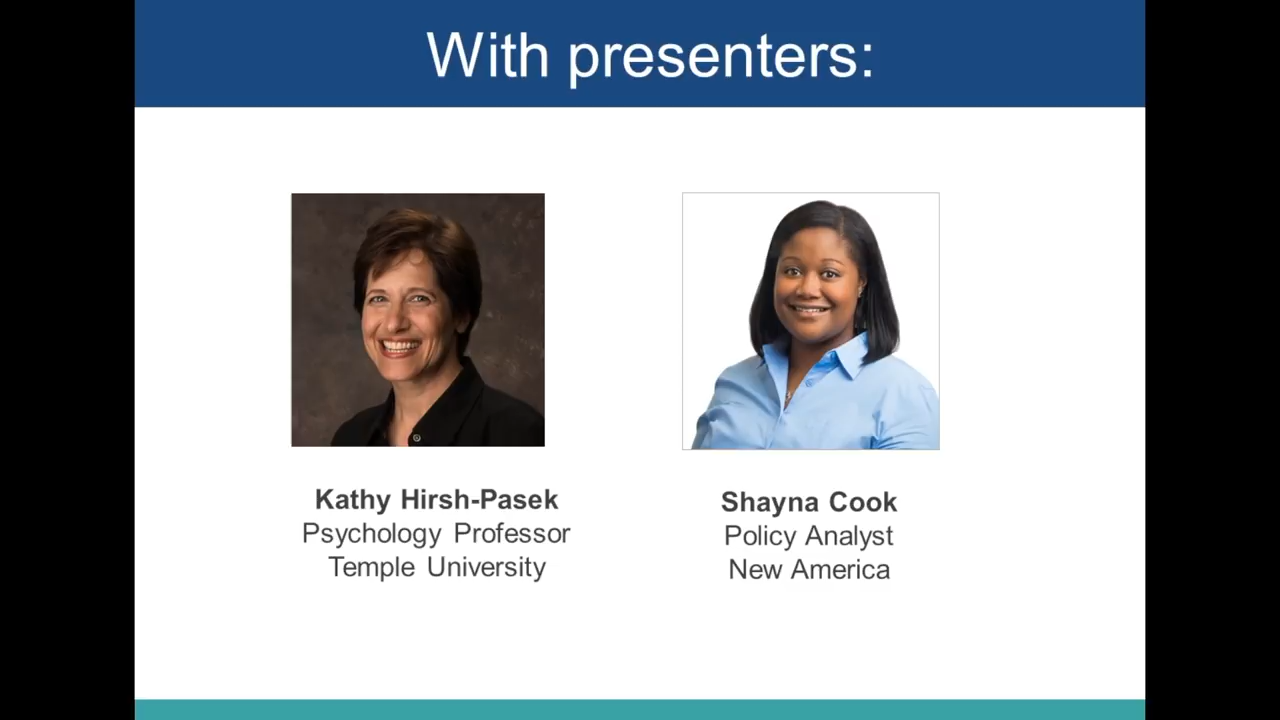 With presenters:
Kathy Hirsh-Pasek
Psychology Professor
Temple University
Shayna Cook
Policy Analyst
New America